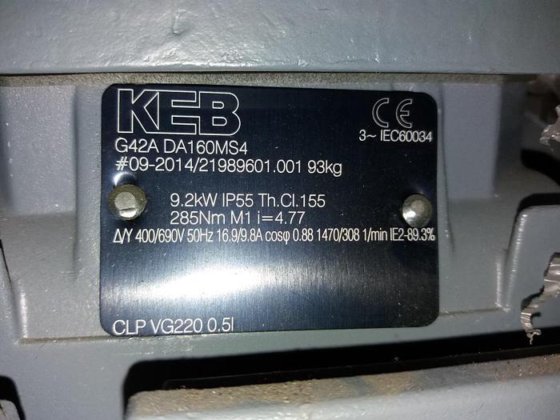 KEB
CE
G42A DA160MS4
3~ IEC60034
#09-2014/21989601.001 93kg
9.2kW IP55 Th.Cl.155
285Nm M1 i=4.77
Δ/Y 400/690V 50Hz 16.9/9.8A cosφ 0.88 1470/308 1/min IE2-89.3%
CLP VG220 0.5l